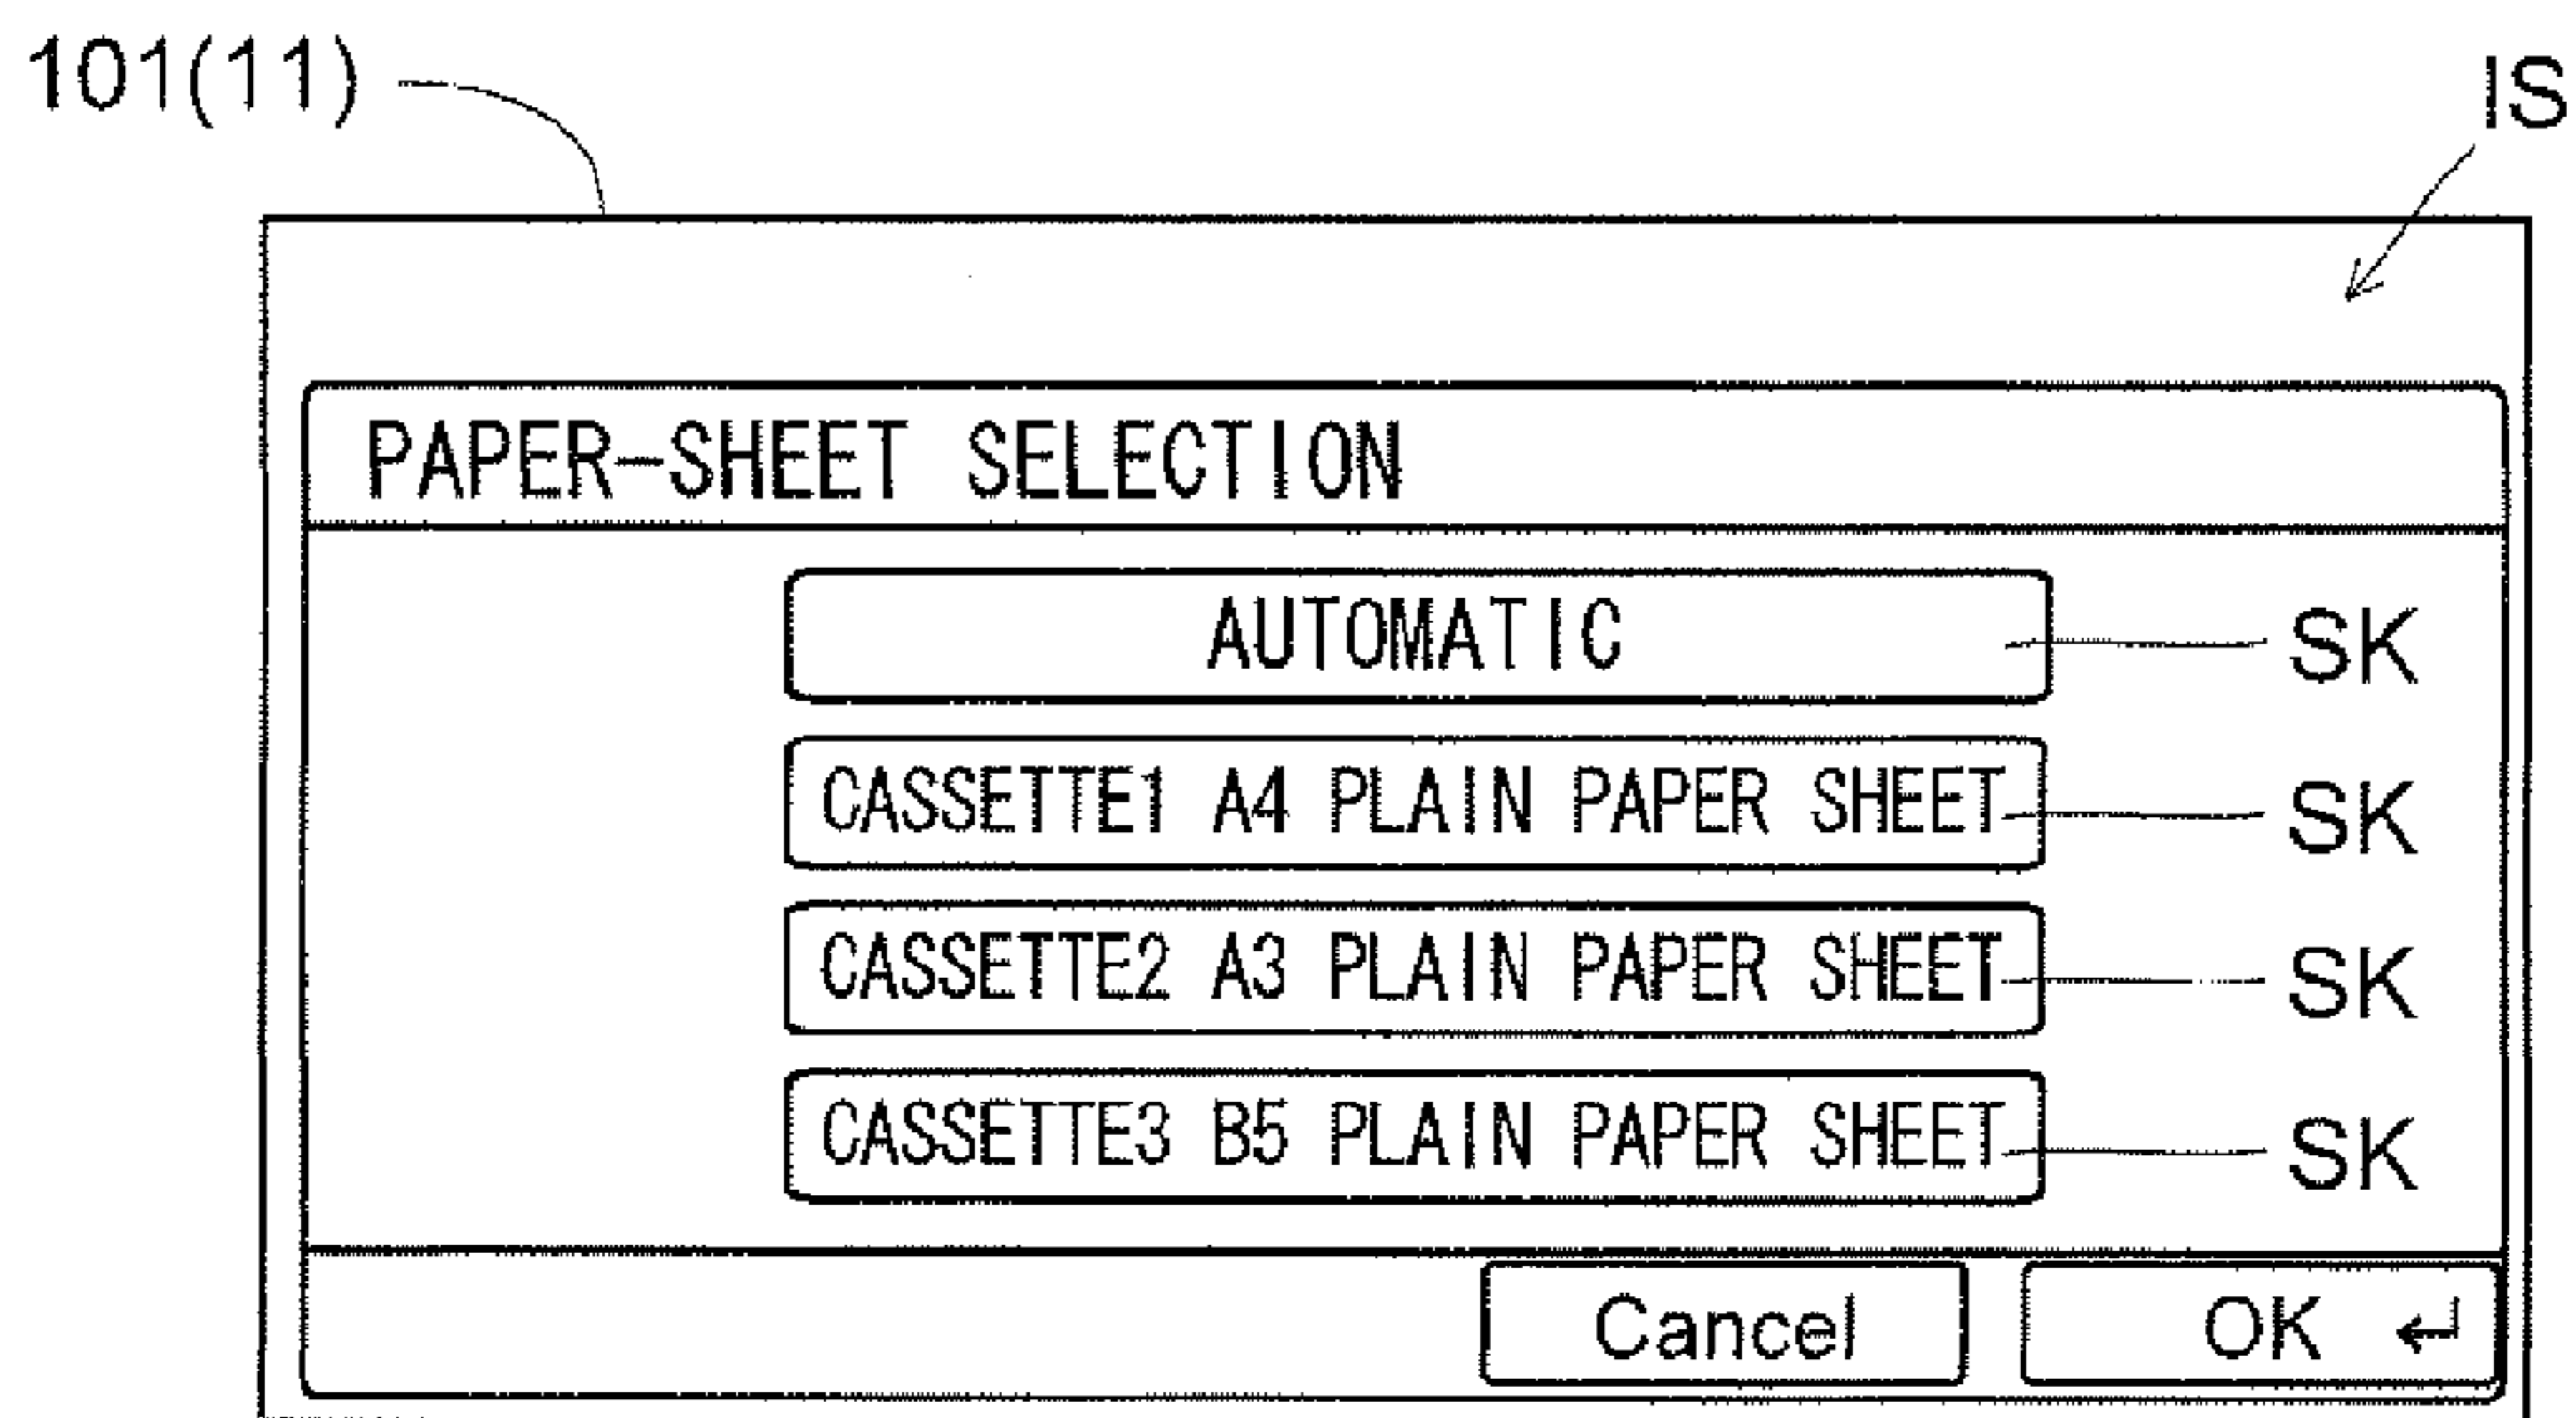 101(11)
IS
PAPER-SHEET SELECTION
AUTOMATIC
SK
CASSETTE1 A4 PLAIN PAPER SHEET
SK
CASSETTE2 A3 PLAIN PAPER SHEET
SK
CASSETTE3 B5 PLAIN PAPER SHEET
SK
Cancel
OK ↵